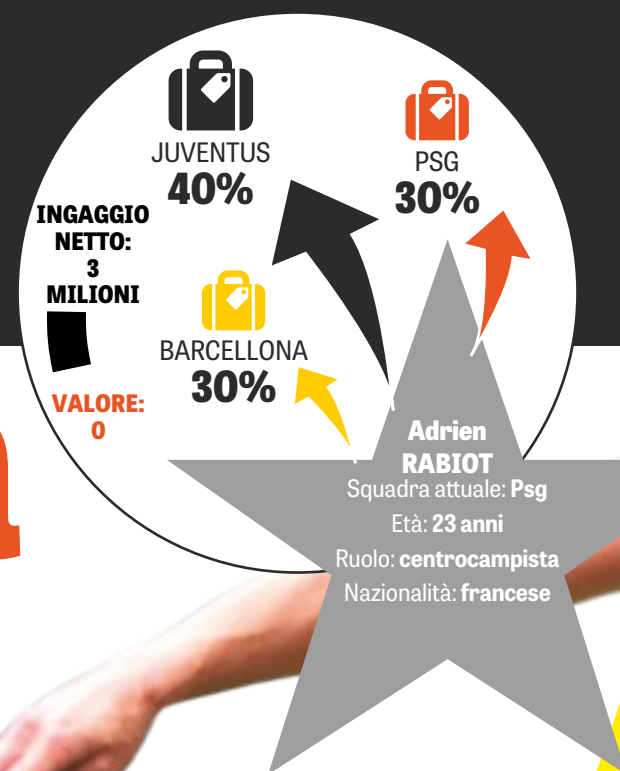 JUVENTUS
40%
PSG
30%
INGAGGIO
NETTO:
3
MILIONI
BARCELLONA
30%
VALORE:
0
Adrien
RABIOT
Squadra attuale: Psg
Età: 23 anni
Ruolo: centrocampista
Nazionalità: francese